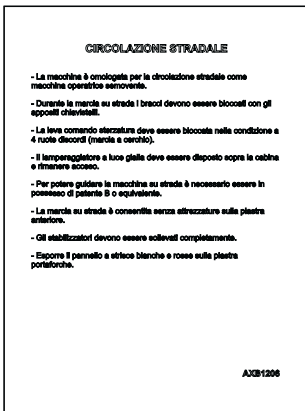 CIRCOLAZIONE STRADALE
- La macchina è omologata per la circolazione stradale come
macchina operatrice semovente.
- Durante la marcia su strada i bracci devono essere bloccati con gli
appositi chiavistelli.
- La leva comando sterzatura deve essere bloccata nella condizione a
4 ruote discordi (marcia a cerchio).
- Il lampeggiatore a luce gialla deve essere disposto sopra la cabina
e rimanere acceso.
- Per potere guidare la macchina su strada è necessario essere in
possesso di patente B o equivalente.
- La marcia su strada è consentita senza attrezzature sulla piastra
anteriore.
- Gli stabilizzatori devono essere sollevati completamente.
- Esporre il pannello a strisce bianche e rosse sulla piastra
portaforche.
AXB1206